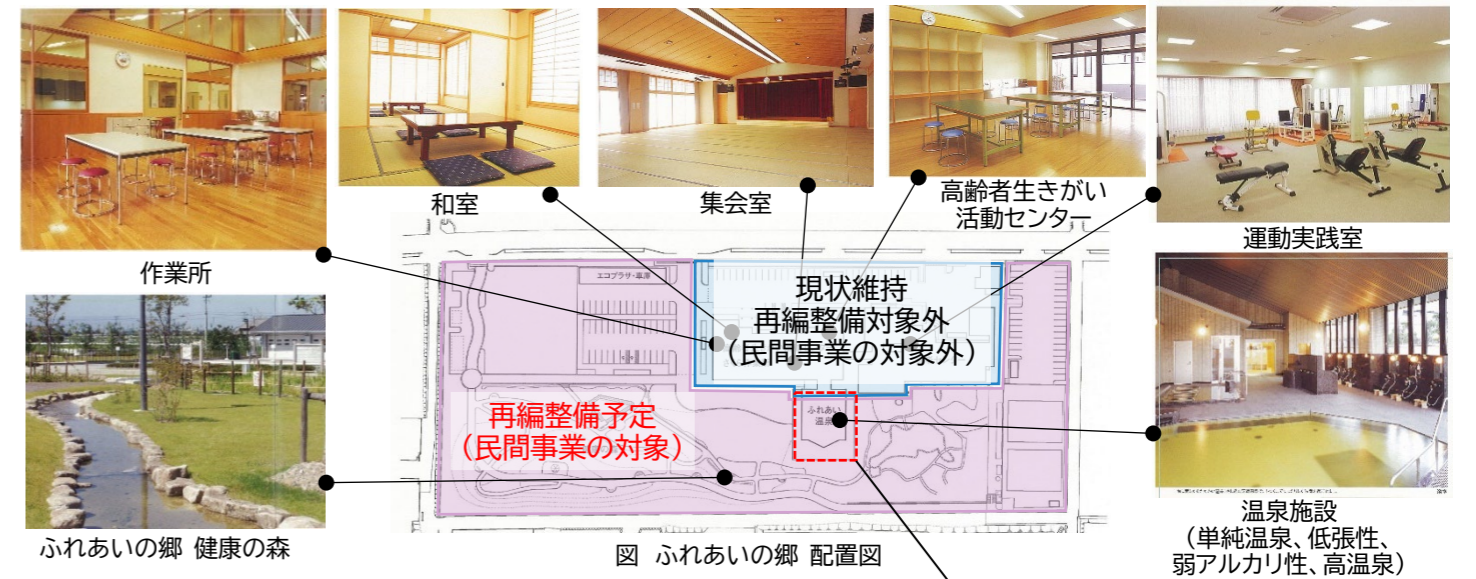 作業所
和室
集会室
高齢者生きがい
活動センター
運動実践室
エコプラザ・草津
現状維持
再編整備対象外
（民間事業の対象外）
再編整備予定
（民間事業の対象）
ふれあい
温泉
ふれあいの郷 健康の森
図 ふれあいの郷 配置図
温泉施設
（単純温泉、低張性、
弱アルカリ性、高温泉）